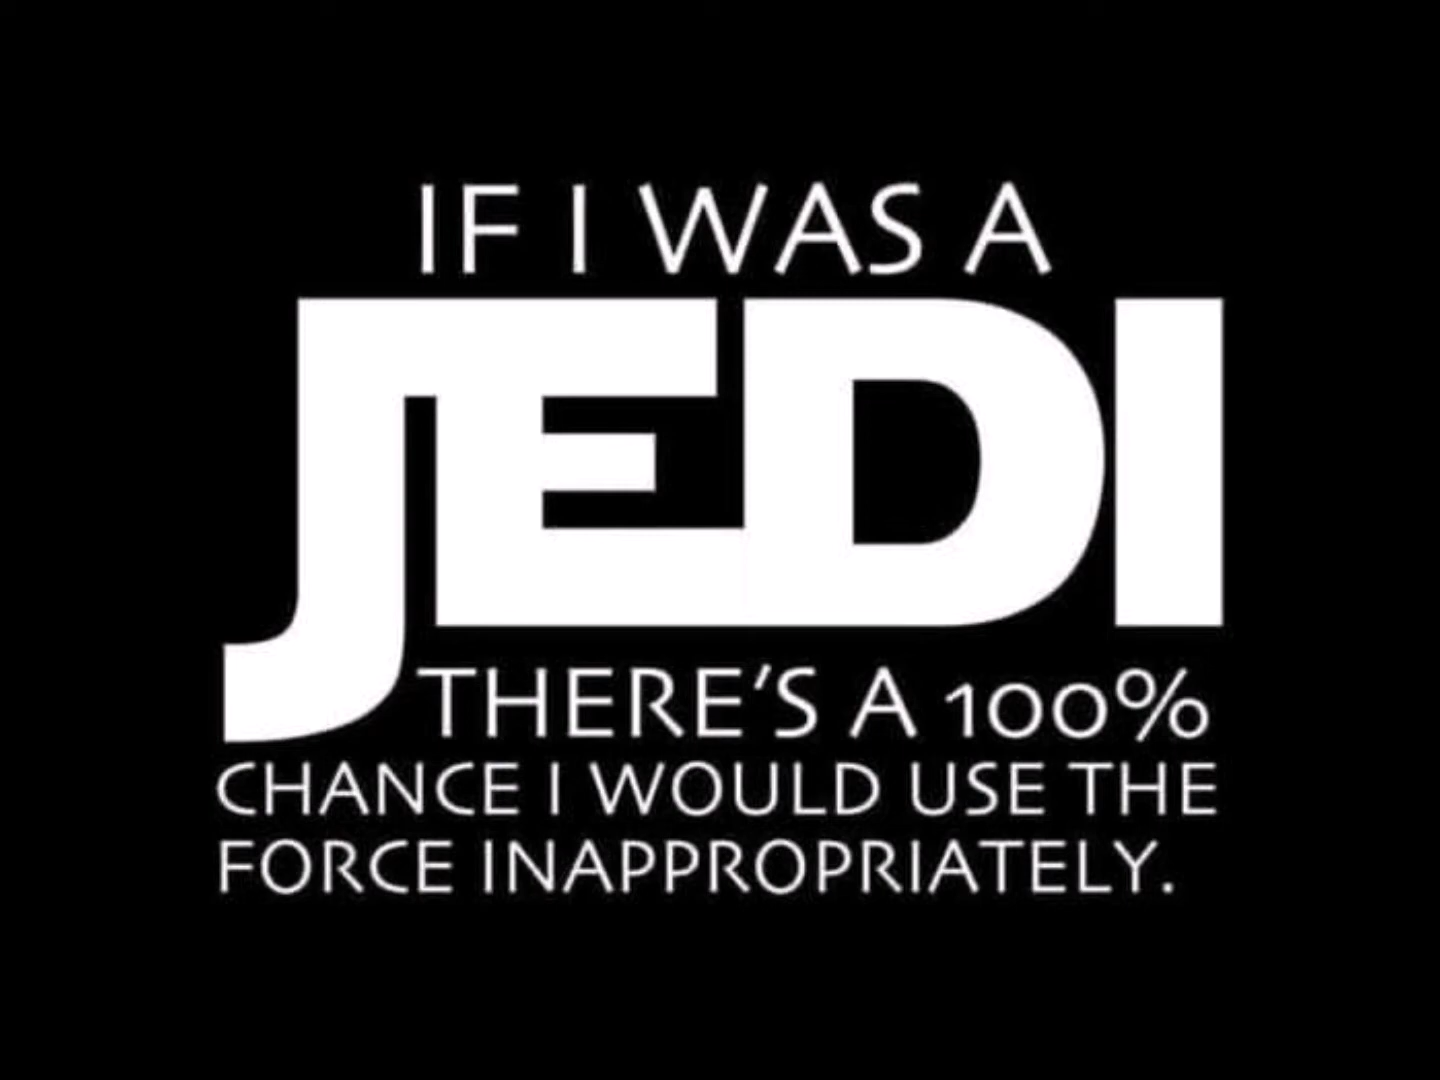 IF I WAS A
JEDI
THERE'S A 100%
CHANCE I WOULD USE THE
FORCE INAPPROPRIATELY.